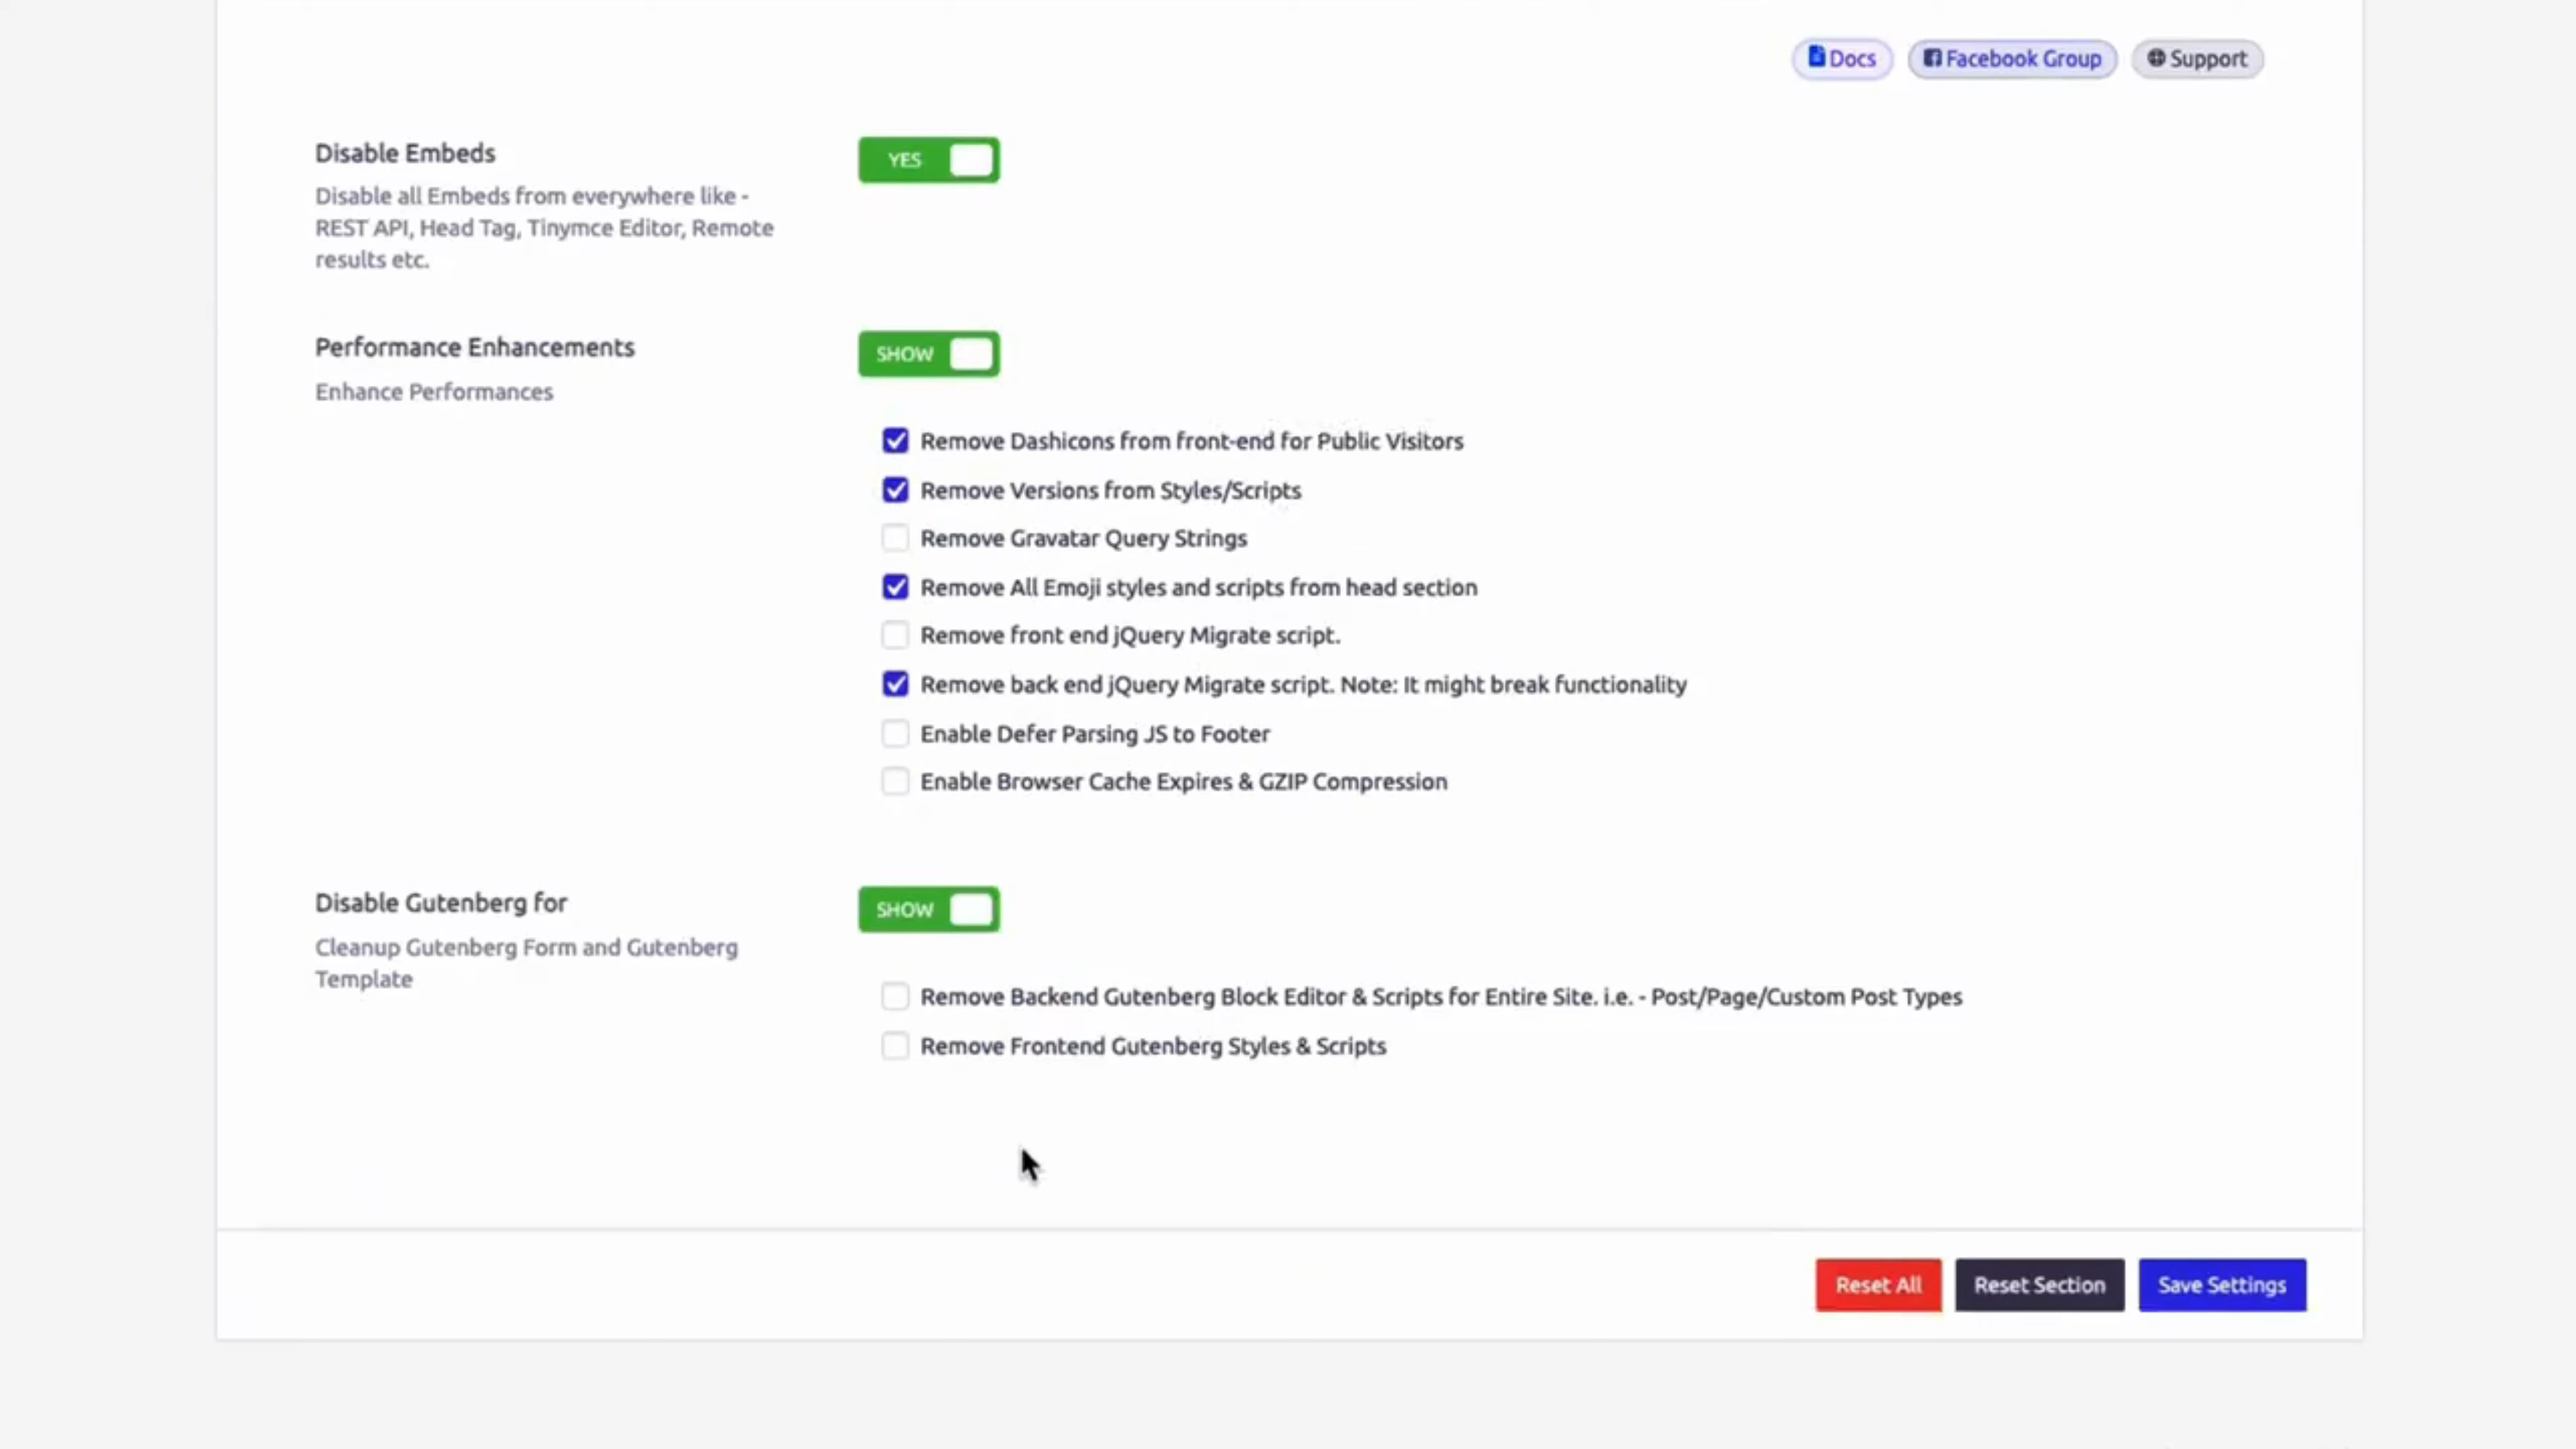 Docs
Facebook Group
Support
Disable Embeds
YES
Disable all Embeds from everywhere like -
REST API, Head Tag, Tinymce Editor, Remote
results etc.
Performance Enhancements
SHOW
Enhance Performances
Remove Dashicons from front-end for Public Visitors
Remove Versions from Styles/Scripts
Remove Gravatar Query Strings
Remove All Emoji styles and scripts from head section
Remove front end jQuery Migrate script.
Remove back end jQuery Migrate script. Note: It might break functionality
Enable Defer Parsing JS to Footer
Enable Browser Cache Expires & GZIP Compression
Disable Gutenberg for
SHOW
Cleanup Gutenberg Form and Gutenberg
Template
Remove Backend Gutenberg Block Editor & Scripts for Entire Site. i.e. - Post/Page/Custom Post Types
Remove Frontend Gutenberg Styles & Scripts
Reset All
Reset Section
Save Settings